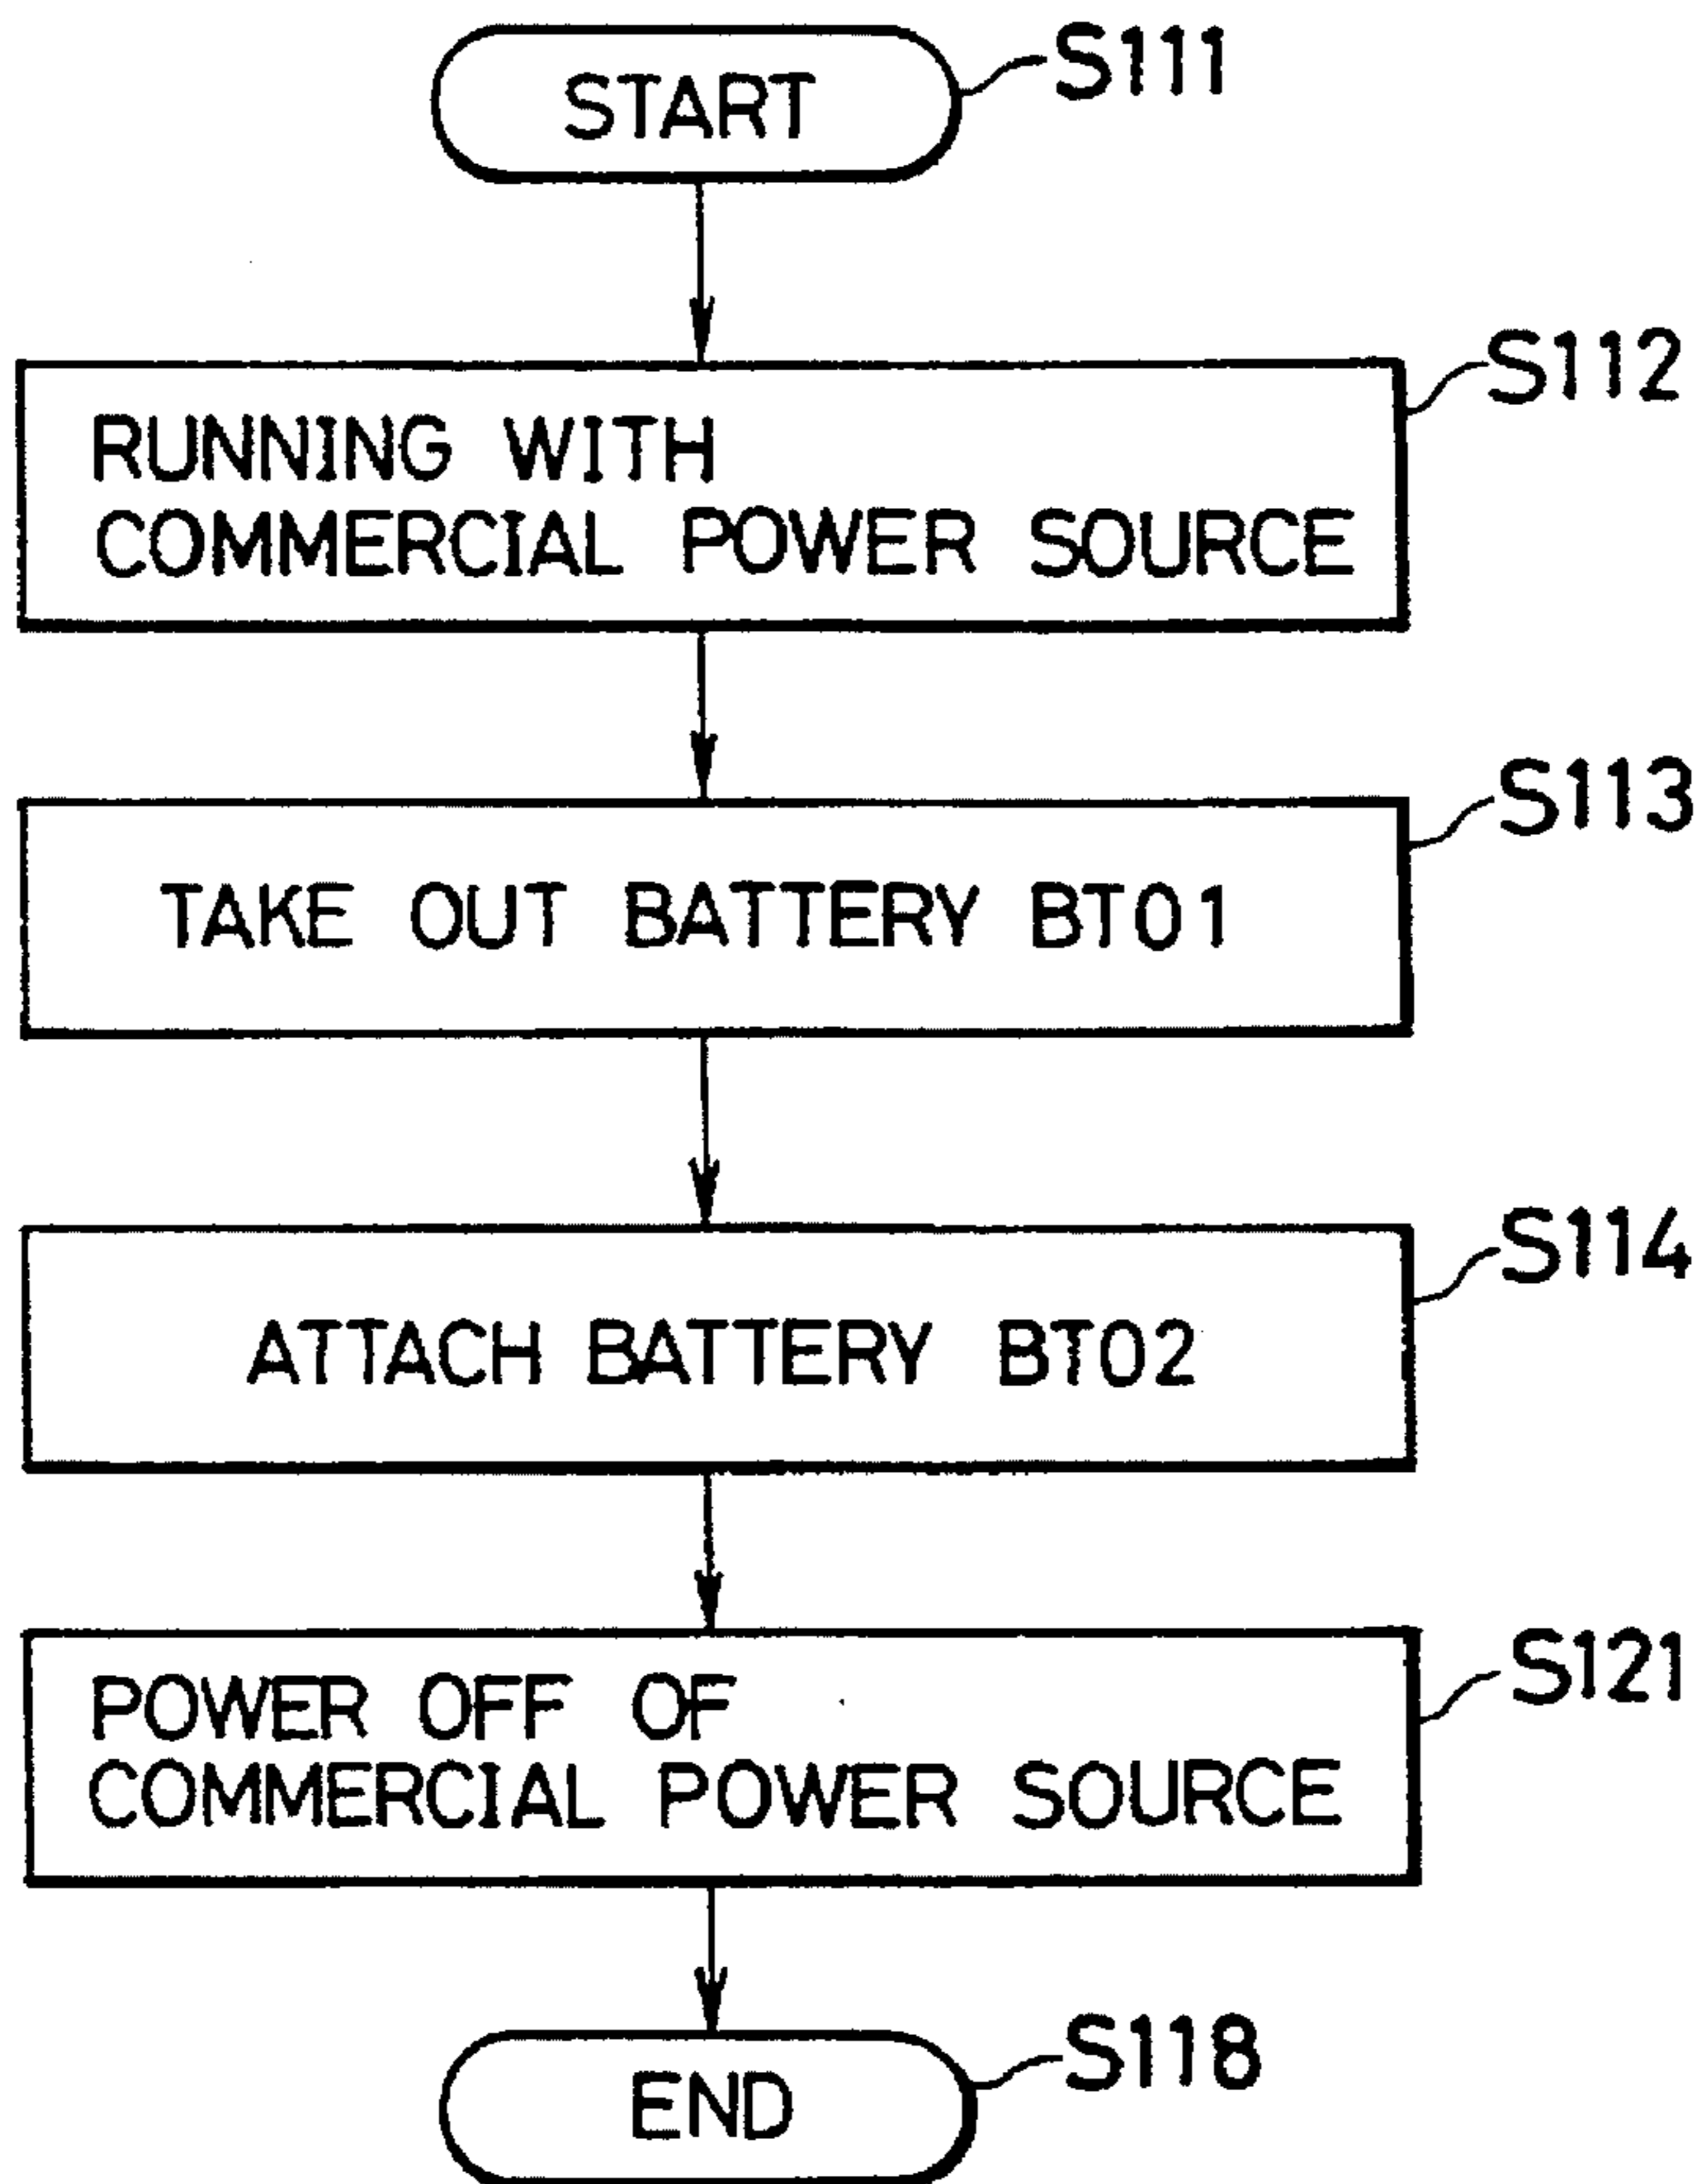 START
S111
S112
RUNNING WITH
COMMERCIAL POWER SOURCE
S113
TAKE OUT BATTERY BT01
S114
ATTACH BATTERY BT02
S121
POWER OFF OF
COMMERCIAL POWER SOURCE
S118
END